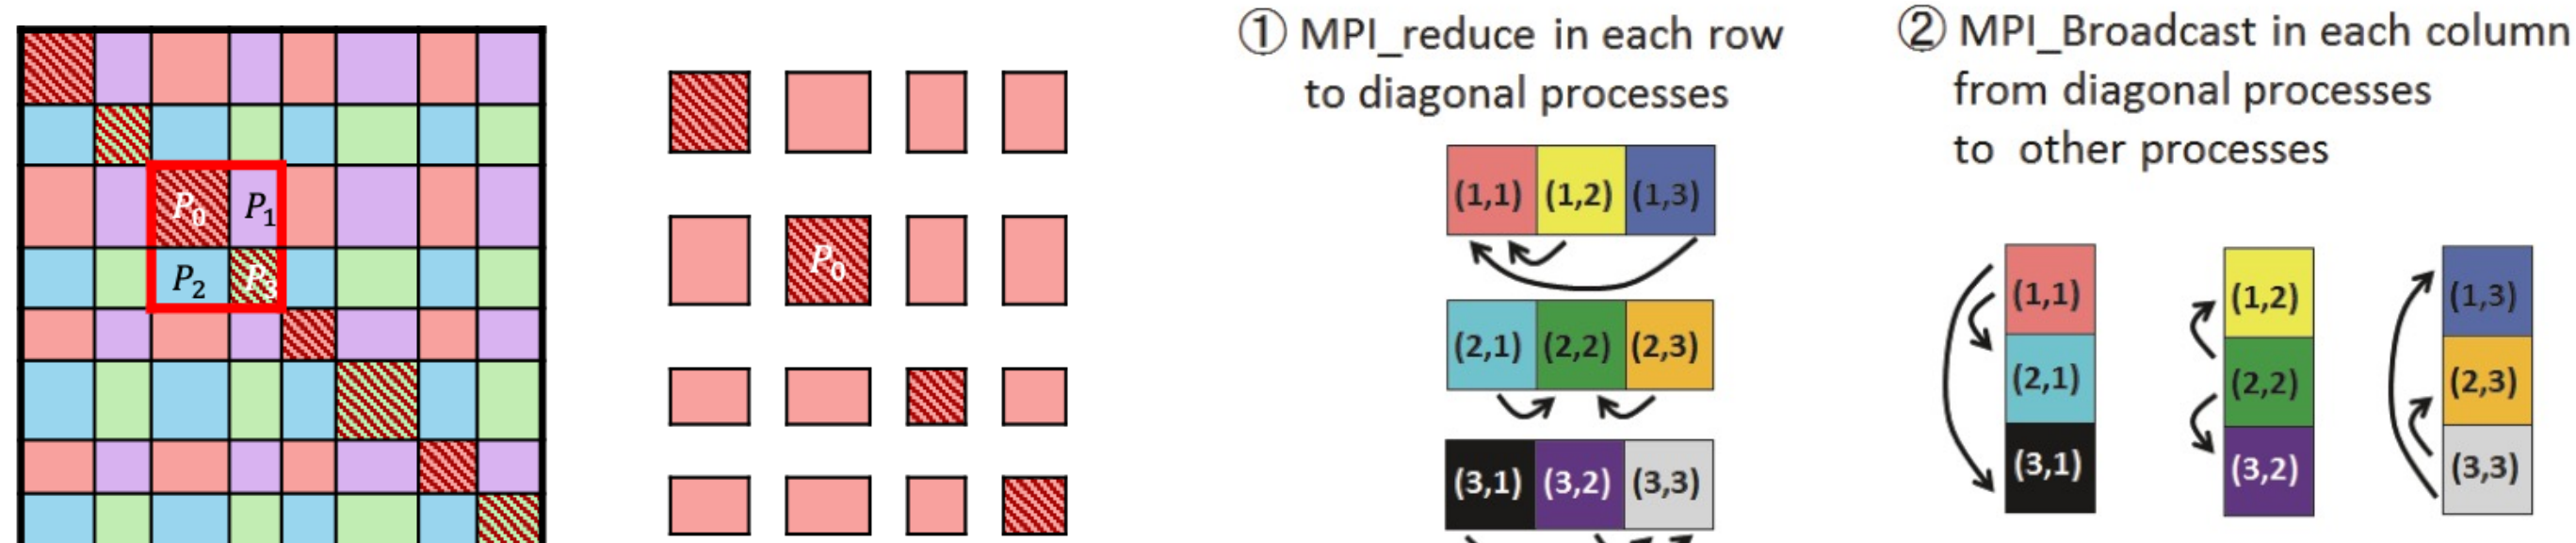 P0 P1
P2 P3
P0
① MPI_reduce in each row
to diagonal processes
(1,1) (1,2) (1,3)
(2,1) (2,2) (2,3)
(3,1) (3,2) (3,3)
② MPI_Broadcast in each column
from diagonal processes
to other processes
(1,1) (1,2) (1,3)
(2,1) (2,2) (2,3)
(3,1) (3,2) (3,3)